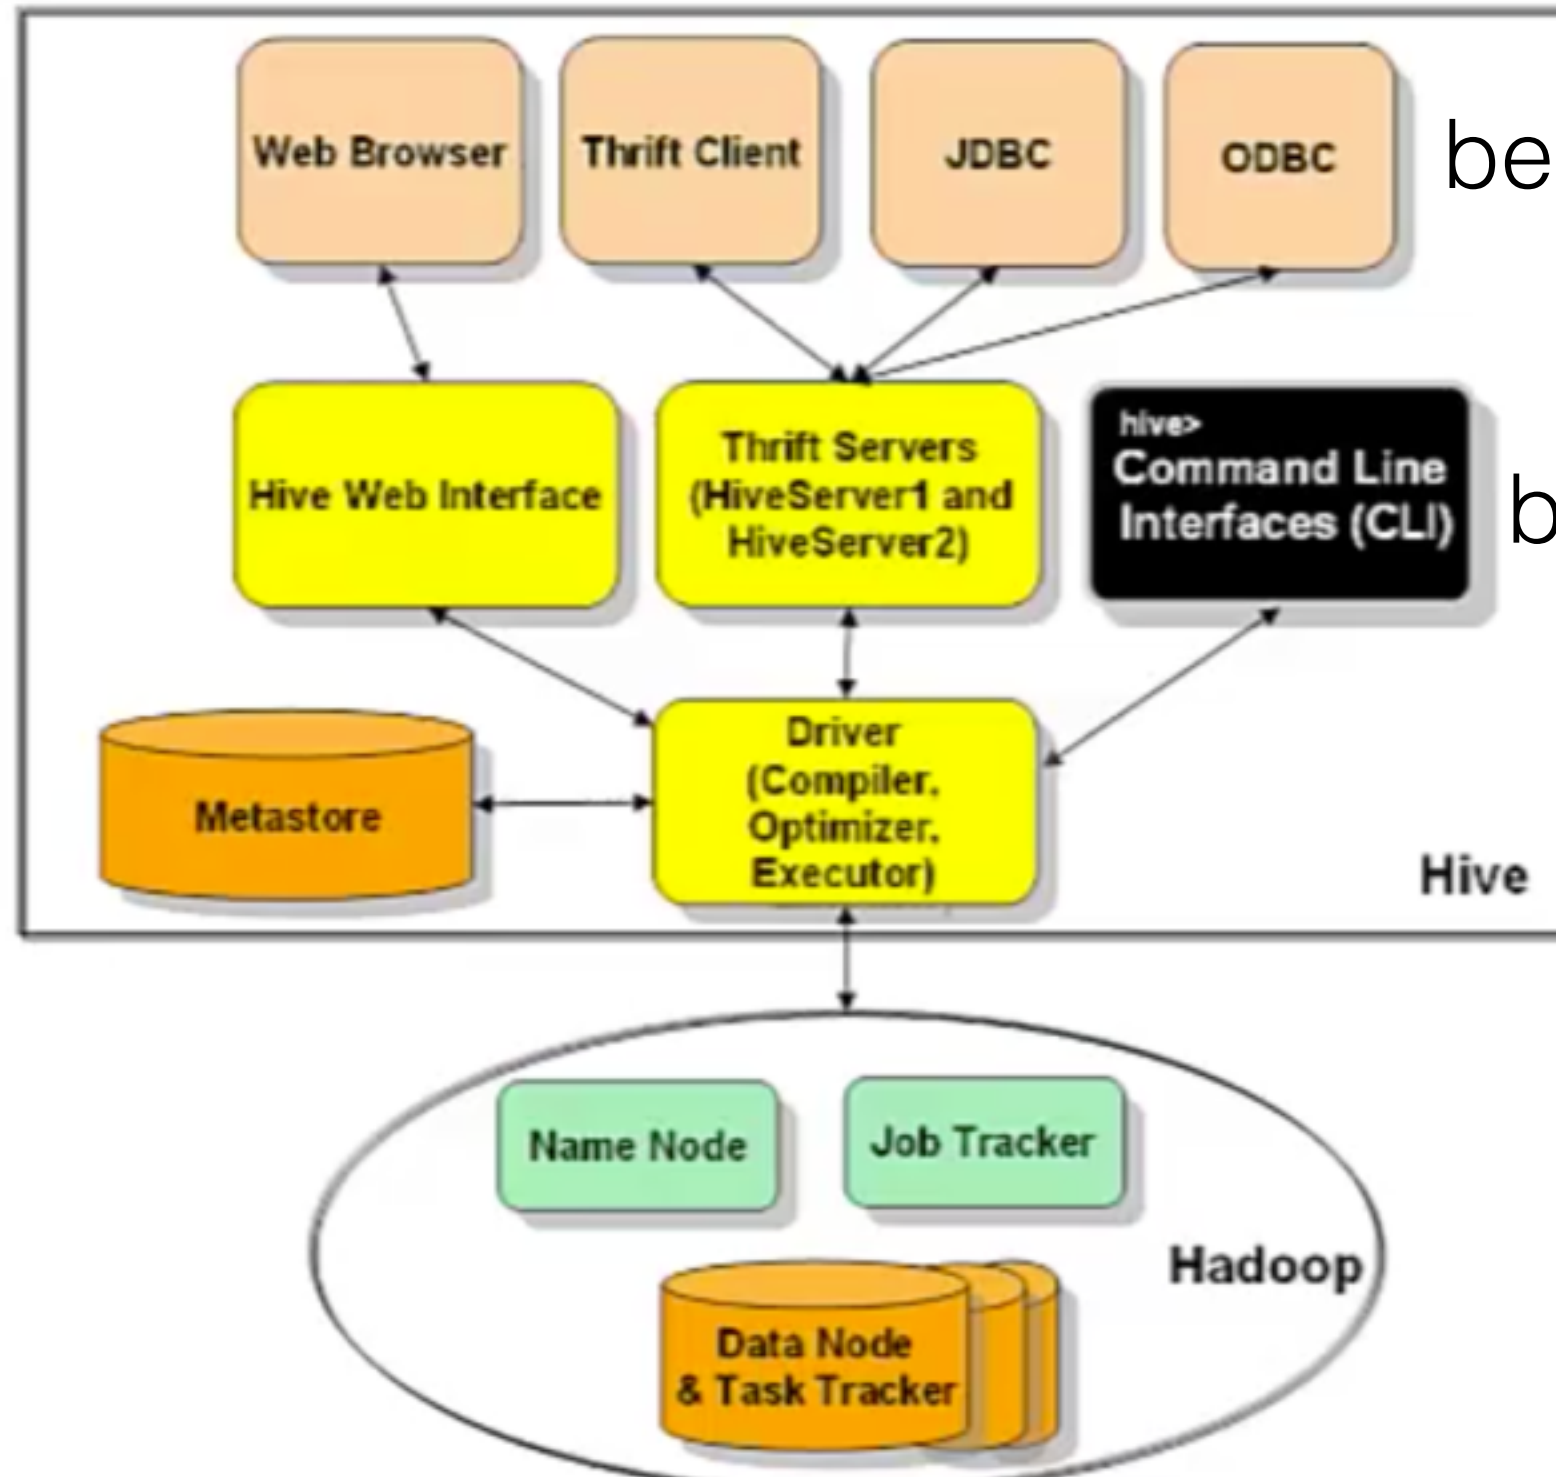 Web Browser
Thrift Client
JDBC
ODBC
be
Hive Web Interface
Thrift Servers
(HiveServer1 and
HiveServer2)
hive>
Command Line
Interfaces (CLI)
b
Metastore
Driver
(Compiler,
Optimizer,
Executor)
Hive
Name Node
Job Tracker
Hadoop
Data Node
& Task Tracker